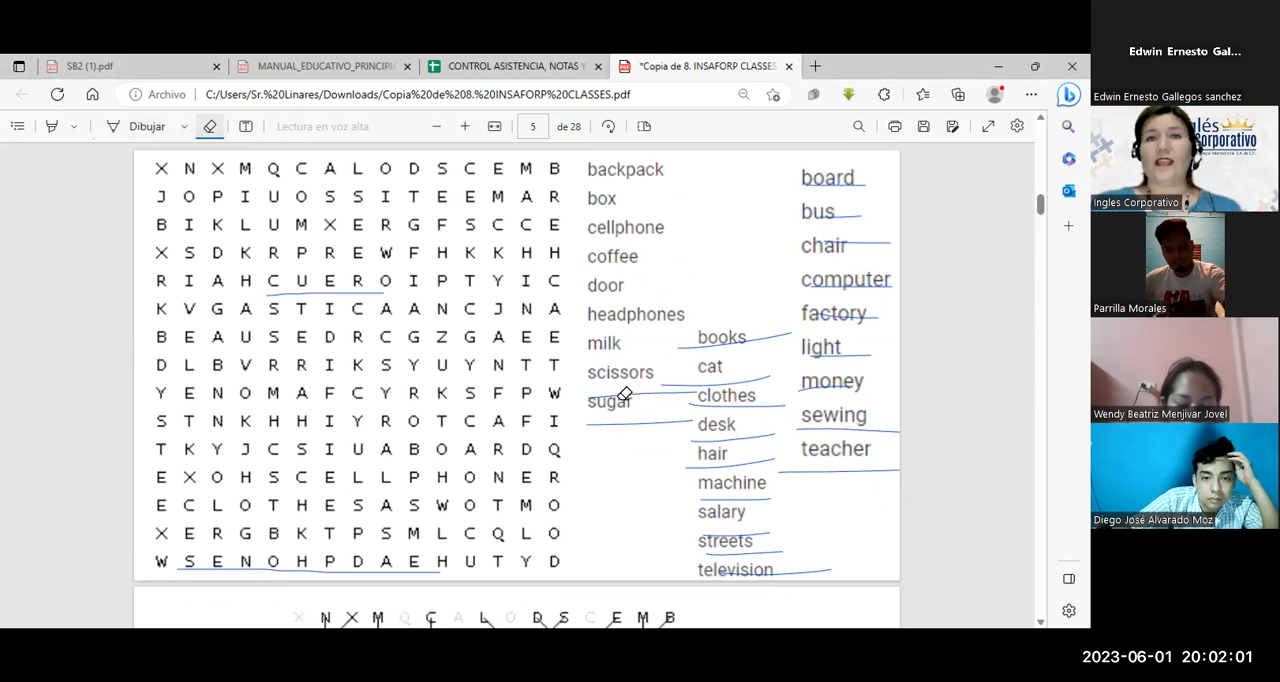 SB2 (1).pdf
MANUAL_EDUCATIVO_PRINCIPI
CONTROL ASISTENCIA, NOTAS Y
*Copia de 8. INSAFORP CLASSES
Archivo C:/Users/Sr.%20Linares/Downloads/Copia%20de%208.%20INSAFORP%20CLASSES.pdf
Dibujar
Lectura en voz alta
5 de 28
X N X M Q C A L O D S C E M B
J O P I U O S S I T E E M A R
B I K L U M X E R G F S C C E
X S D K R P R E W F H K K H H
R I A H C U E R O I P T Y I C
K V G A S T I C A A N C J N A
B E A U S E D R C G Z G A E E
D L B V R R I K S Y U Y N T T
Y E N O M A F C Y R K S F P W
S T N K H H I Y R O T C A F I
T K Y J C S I U A B O A R D Q
E X O H S C E L L P H O N E R
E C L O T H E S A S W O T M O
X E R G B K T P S M L C Q L O
W S E N O H P D A E H U T Y D
backpack
box
cellphone
coffee
door
headphones
milk
scissors
sugar
books
cat
clothes
desk
hair
machine
salary
streets
television
board
bus
chair
computer
factory
light
money
sewing
teacher
X N X M Q C A L O D S C E M B
Edwin Ernesto Gal...
Edwin Ernesto Gallegos sanchez
Inglés
Corporativo
Ingles Corporativo
Parrilla Morales
Wendy Beatriz Menjivar Jovel
Diego José Alvarado Moz
2023-06-01 20:02:01